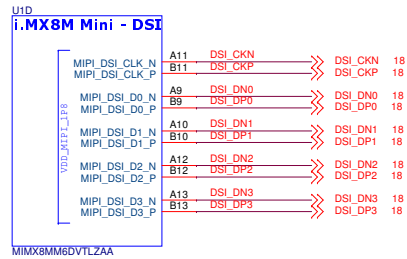 U1D
i.MX8M Mini - DSI
VDD_MIPI_1P8
MIPI_DSI_CLK_N A11 DSI_CKN DSI_CKN 18
MIPI_DSI_CLK_P B11 DSI_CKP DSI_CKP 18
MIPI_DSI_D0_N A9 DSI_DN0 DSI_DN0 18
MIPI_DSI_D0_P B9 DSI_DP0 DSI_DP0 18
MIPI_DSI_D1_N A10 DSI_DN1 DSI_DN1 18
MIPI_DSI_D1_P B10 DSI_DP1 DSI_DP1 18
MIPI_DSI_D2_N A12 DSI_DN2 DSI_DN2 18
MIPI_DSI_D2_P B12 DSI_DP2 DSI_DP2 18
MIPI_DSI_D3_N A13 DSI_DN3 DSI_DN3 18
MIPI_DSI_D3_P B13 DSI_DP3 DSI_DP3 18
MIMX8MM6DVTLZAA